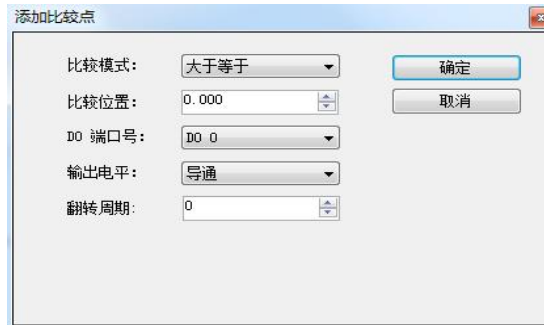 添加比较点
比较模式： 大于等于 确定
比较位置： 0.000 取消
DO 端口号： DO 0
输出电平： 导通
翻转周期: 0